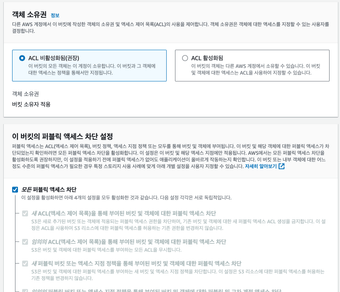 객체 소유권 정보
다른 AWS 계정에서 이 버킷에 작성한 객체의 소유권 및 액세스 제어 목록(ACL)의 사용을 제어합니다. 객체 소유권은 객체에 대한 액세스를 지정할 수 있는 사용자를
결정합니다.
ACL 비활성화됨(권장)
이 버킷의 모든 객체는 이 계정이 소유합니다. 이 버킷과 그 객체에
대한 액세스는 정책을 통해서만 지정됩니다.
ACL 활성화됨
이 버킷의 객체는 다른 AWS 계정에서 소유할 수 있습니다. 이 버킷
및 객체에 대한 액세스는 ACL을 사용하여 지정할 수 있습니다.
객체 소유권
버킷 소유자 적용
이 버킷의 퍼블릭 액세스 차단 설정
퍼블릭 액세스는 ACL(액세스 제어 목록), 버킷 정책, 액세스 지점 정책 또는 모두를 통해 버킷 및 객체에 부여됩니다. 이 버킷 및 해당 객체에 대한 퍼블릭 액세스가 차
단되었는지 확인하려면 모든 퍼블릭 액세스 차단을 활성화합니다. 이 설정은 이 버킷 및 해당 액세스 지점에만 적용됩니다. AWS에서는 모든 퍼블릭 액세스 차단을
활성화하도록 권장하지만, 이 설정을 적용하기 전에 퍼블릭 액세스가 없어도 애플리케이션이 올바르게 작동하는지 확인합니다. 이 버킷 또는 내부 객체에 대한 어느
정도 수준의 퍼블릭 액세스가 필요한 경우 특정 스토리지 사용 사례에 맞게 아래 개별 설정을 사용자 지정할 수 있습니다. 자세히 알아보기
모든 퍼블릭 액세스 차단
이 설정을 활성화하면 아래 4개의 설정을 모두 활성화한 것과 같습니다. 다음 설정 각각은 서로 독립적입니다.
새 ACL(액세스 제어 목록)을 통해 부여된 버킷 및 객체에 대한 퍼블릭 액세스 차단
S3은 새로 추가된 버킷 또는 객체에 적용되는 퍼블릭 액세스 권한을 차단하며, 기존 버킷 및 객체에 대한 새 퍼블릭 액세스 ACL 생성을 금지합니다. 이 설
정은 ACL을 사용하여 S3 리소스에 대한 퍼블릭 액세스를 허용하는 기존 권한을 변경하지 않습니다.
임의의 ACL(액세스 제어 목록)을 통해 부여된 버킷 및 객체에 대한 퍼블릭 액세스 차단
S3은 버킷 및 객체에 대한 퍼블릭 액세스를 부여하는 모든 ACL을 무시합니다.
새 퍼블릭 버킷 또는 액세스 지점 정책을 통해 부여된 버킷 및 객체에 대한 퍼블릭 액세스 차단
S3은 버킷 및 객체에 대한 퍼블릭 액세스를 부여하는 새 버킷 및 액세스 지점 정책을 차단합니다. 이 설정은 S3 리소스에 대한 퍼블릭 액세스를 허용하는
기존 정책을 변경하지 않습니다.